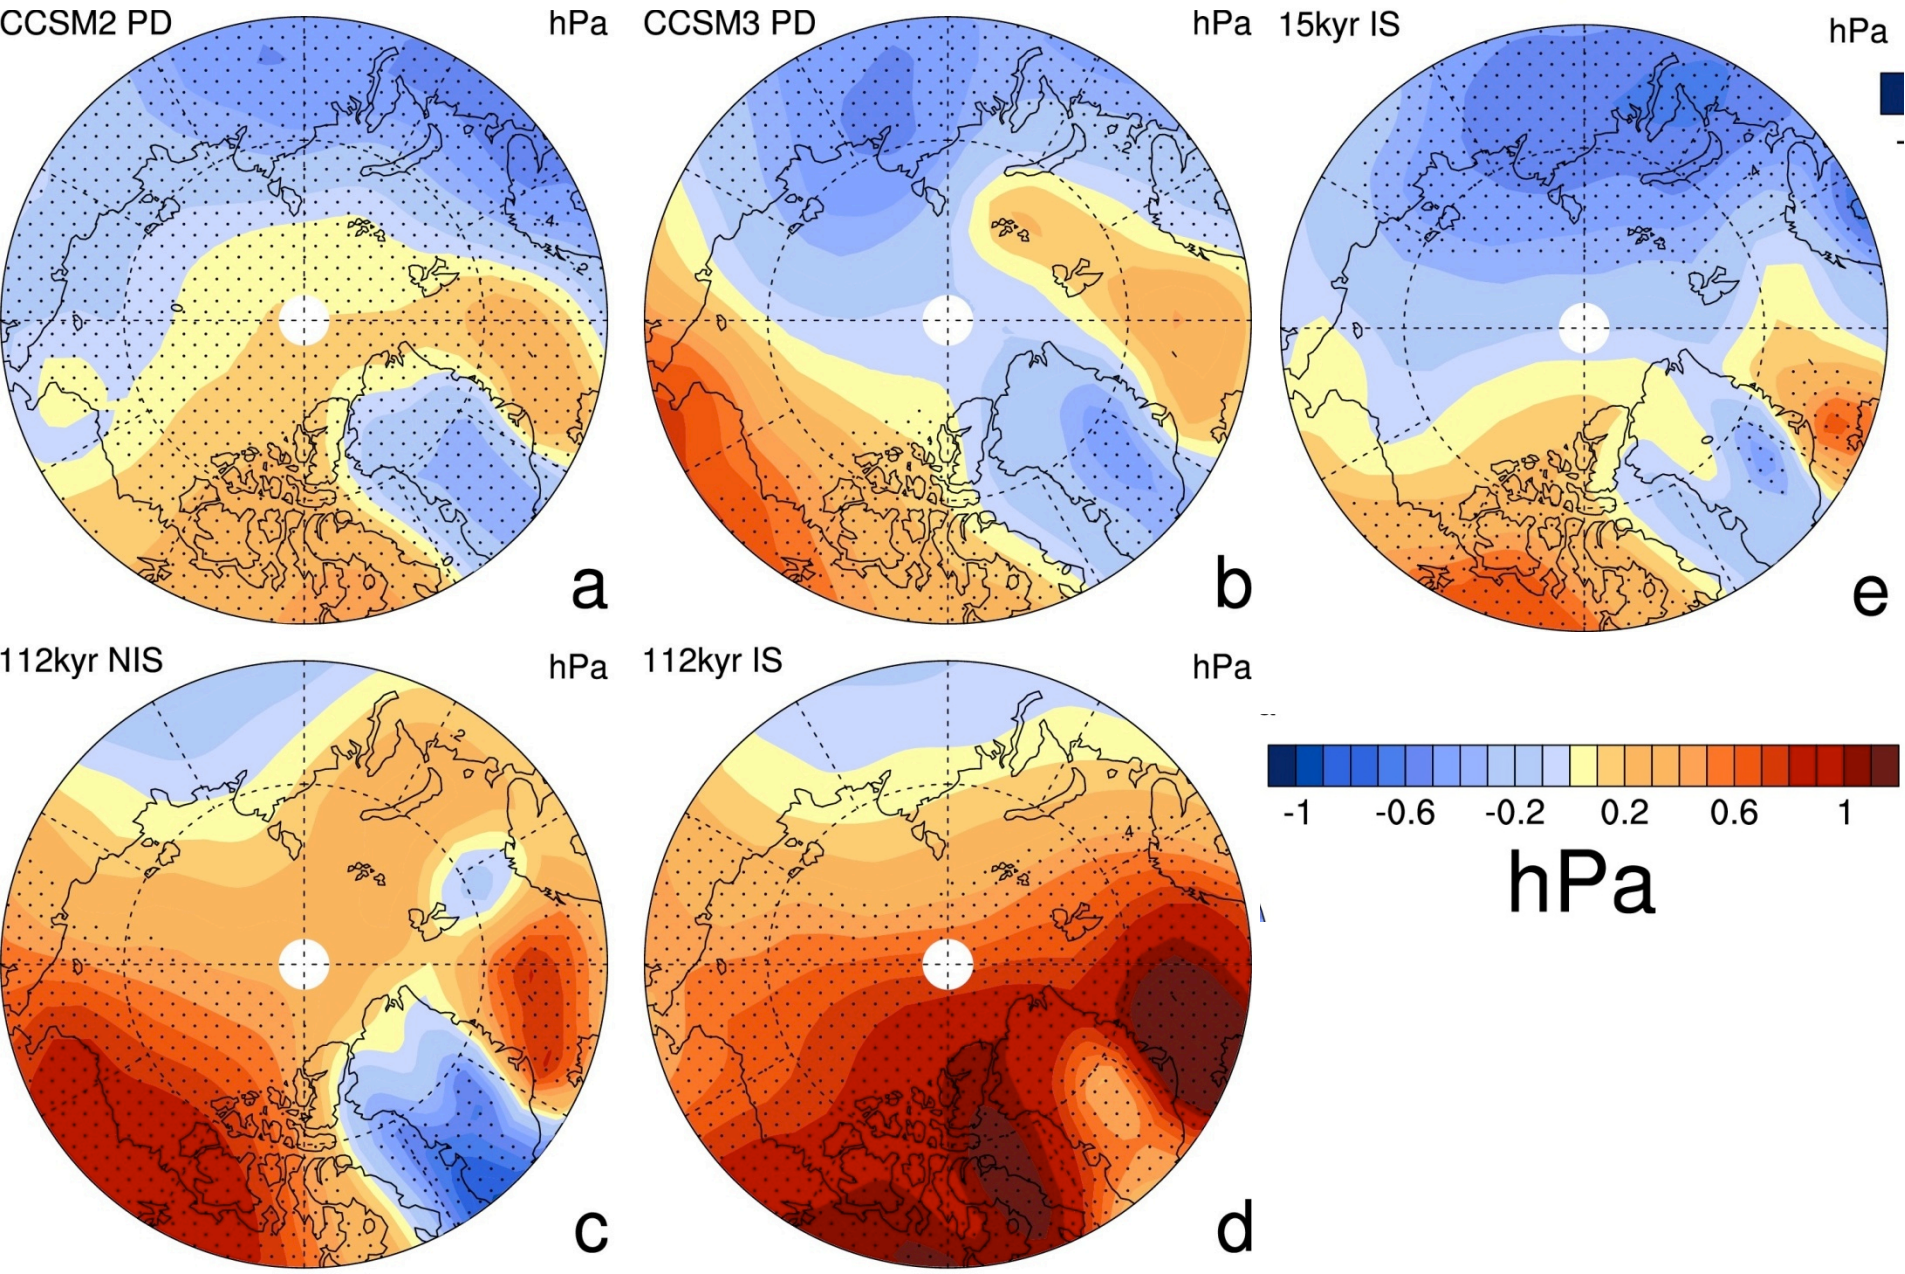 CCSM2 PD hPa
CCSM3 PD hPa
15kyr IS hPa
a
b
e
112kyr NIS hPa
112kyr IS hPa
-1 -0.6 -0.2 0.2 0.6 1
hPa
c
d